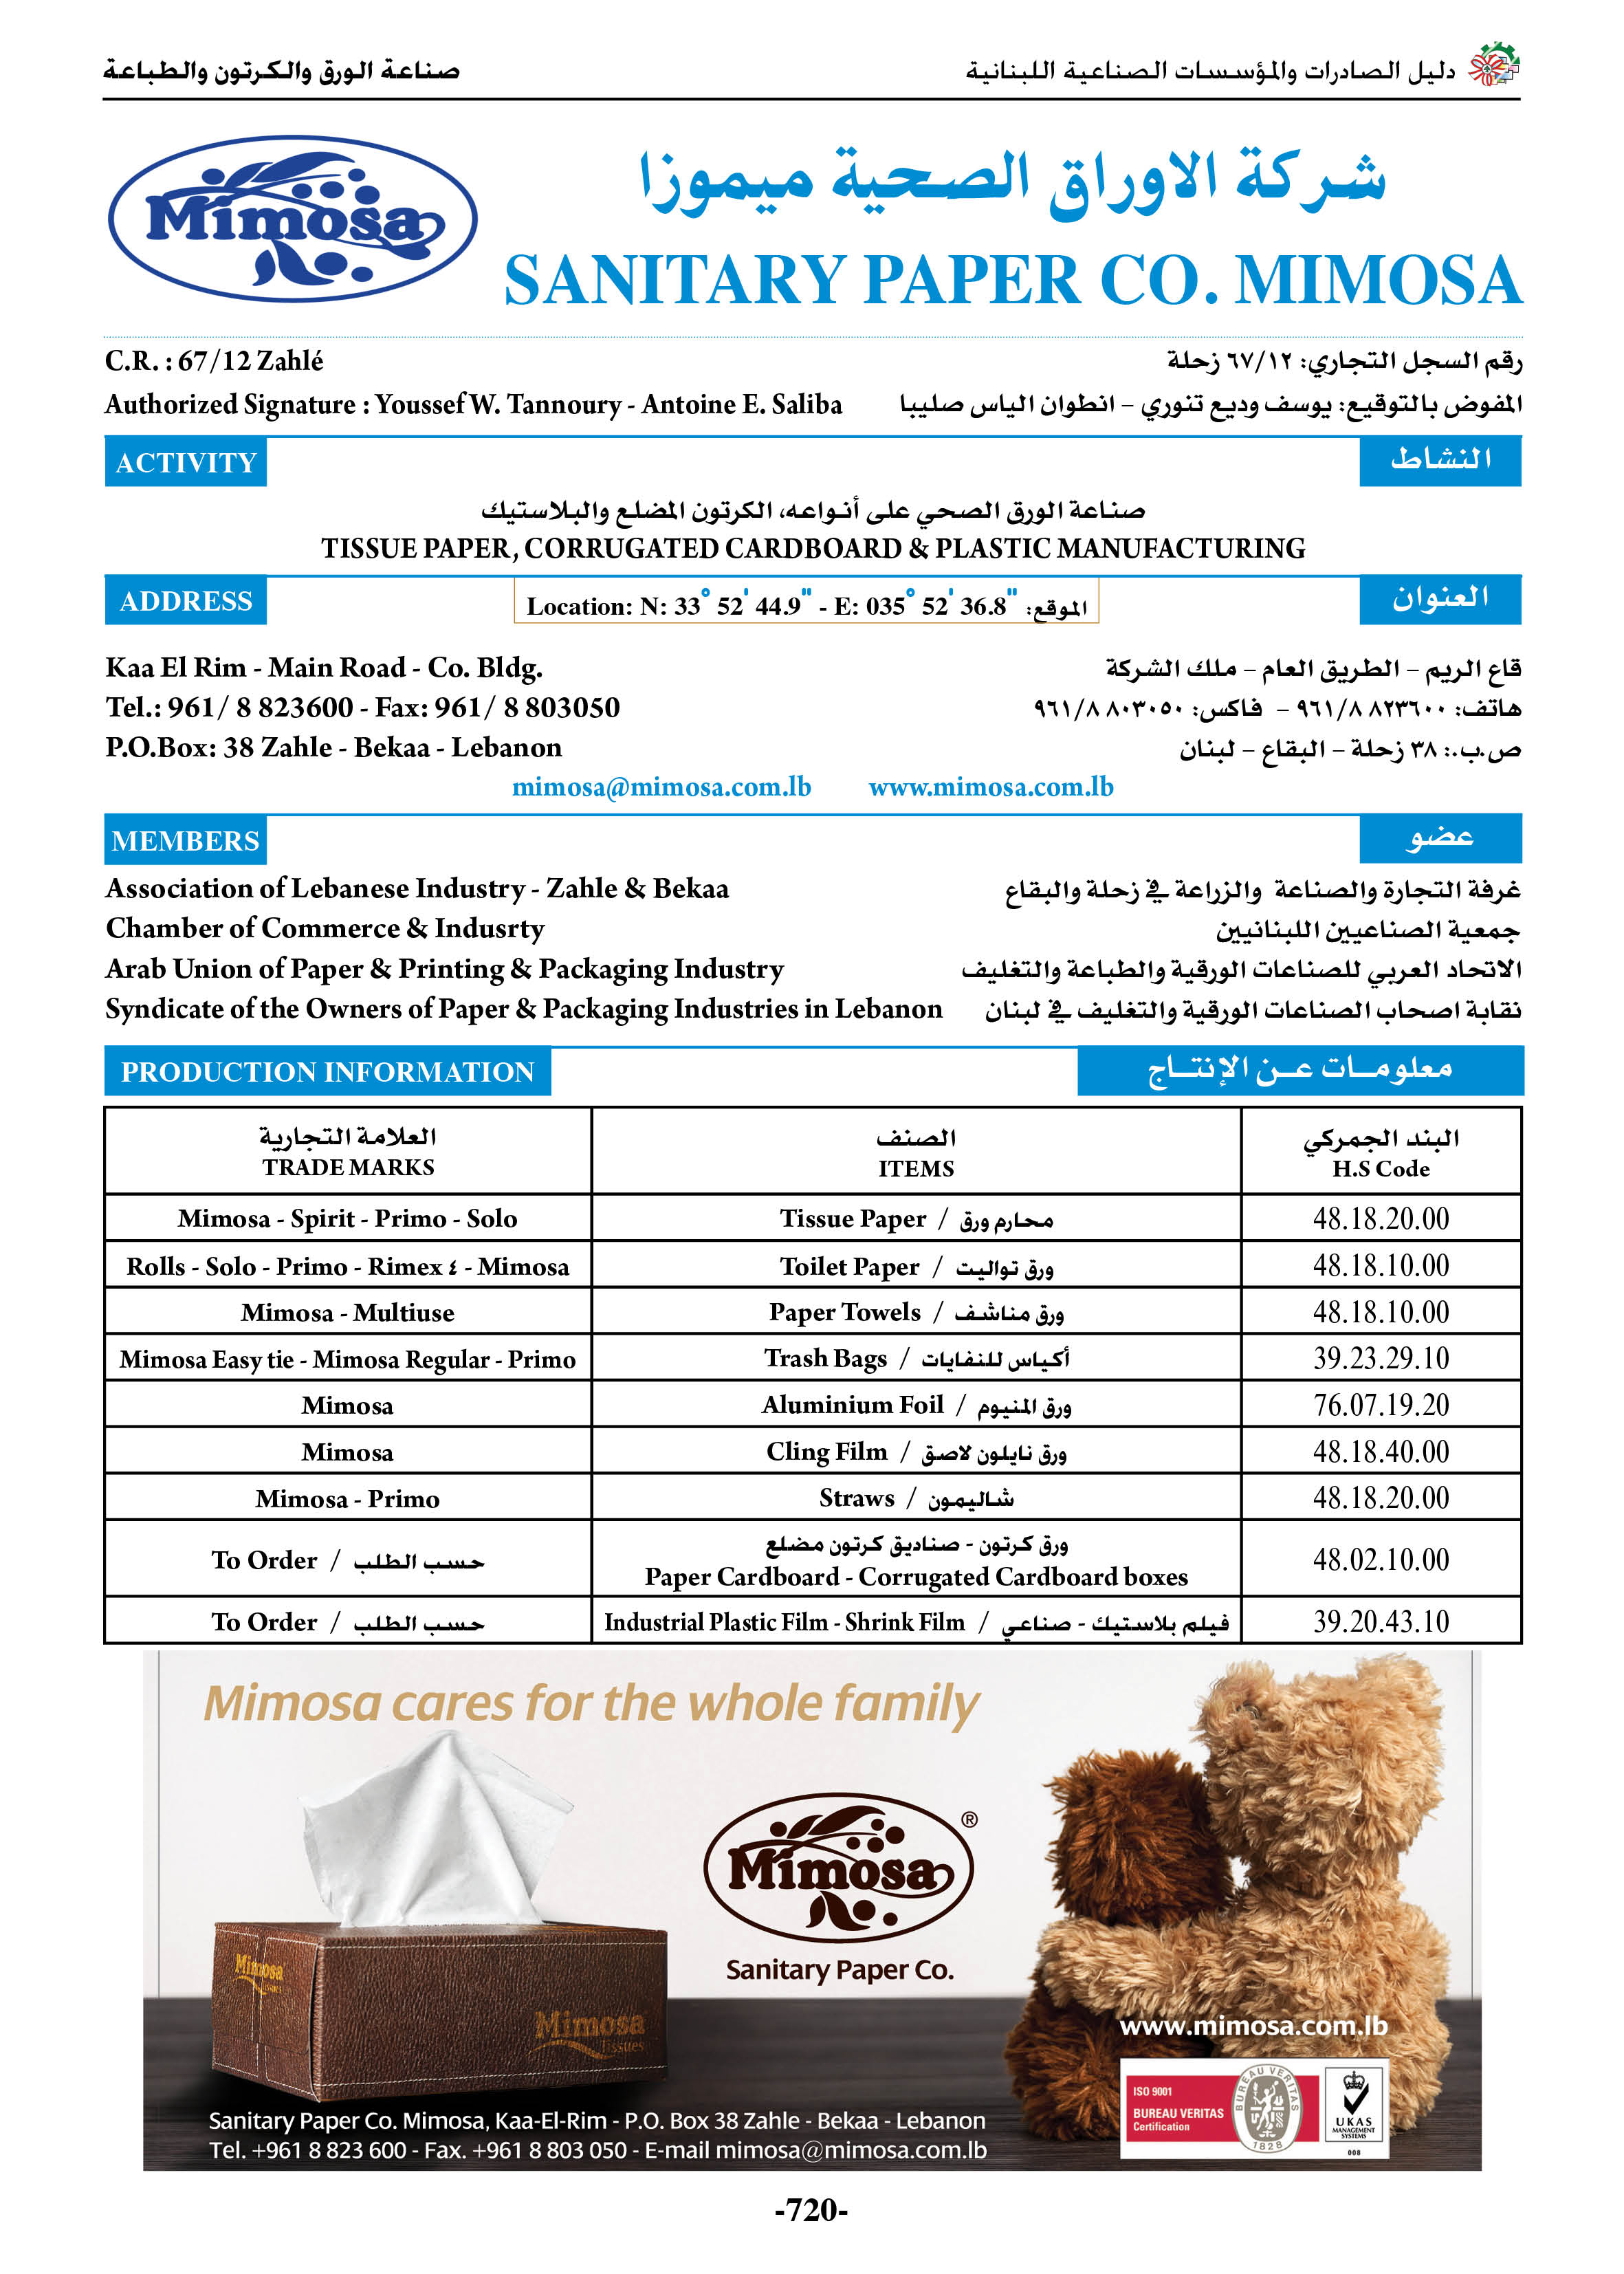 دليل الصادرات والمؤسسات الصناعية اللبنانية
صناعة الورق والكرتون والطباعة
Mimosa
شركة الاوراق الصحية ميموزا
SANITARY PAPER CO. MIMOSA
C.R. : 67/12 Zahlé
رقم السجل التجاري: ٦٧/١٢ زحلة
Authorized Signature : Youssef W. Tannoury - Antoine E. Saliba
المفوض بالتوقيع: يوسف وديع تنوري – انطوان الياس صليبا
ACTIVITY
النشاط
صناعة الورق الصحي على أنواعه، الكرتون المضلع والبلاستيك
TISSUE PAPER, CORRUGATED CARDBOARD & PLASTIC MANUFACTURING
ADDRESS
Location: N: 33° 52' 44.9" - E: 035° 52' 36.8" :الموقع
العنوان
Kaa El Rim - Main Road - Co. Bldg.
قاع الريم – الطريق العام – ملك الشركة
Tel.: 961/ 8 823600 - Fax: 961/ 8 803050
هاتف: ٨٢٣٦٠٠ ٩٦١/٨ – فاكس: ٨٠٣٠٥٠ ٩٦١/٨
P.O.Box: 38 Zahle - Bekaa - Lebanon
ص.ب.: ٣٨ زحلة – البقاع – لبنان
mimosa@mimosa.com.lb www.mimosa.com.lb
MEMBERS
عضو
Association of Lebanese Industry - Zahle & Bekaa
غرفة التجارة والصناعة والزراعة في زحلة والبقاع
Chamber of Commerce & Indusrty
جمعية الصناعيين اللبنانيين
Arab Union of Paper & Printing & Packaging Industry
الاتحاد العربي للصناعات الورقية والطباعة والتغليف
Syndicate of the Owners of Paper & Packaging Industries in Lebanon
نقابة اصحاب الصناعات الورقية والتغليف في لبنان
PRODUCTION INFORMATION
معلومـــات عـــن الإنتـــاج
العلامة التجارية الصنف البند الجمركي
TRADE MARKS ITEMS H.S Code
Mimosa - Spirit - Primo - Solo Tissue Paper / محارم ورق 48.18.20.00
Rolls - Solo - Primo - Rimex ٤ - Mimosa Toilet Paper / ورق تواليت 48.18.10.00
Mimosa - Multiuse Paper Towels / ورق مناشف 48.18.10.00
Mimosa Easy tie - Mimosa Regular - Primo Trash Bags / أكياس للنفايات 39.23.29.10
Mimosa Aluminium Foil / ورق المنيوم 76.07.19.20
Mimosa Cling Film / ورق نايلون لاصق 48.18.40.00
Mimosa - Primo Straws / شاليمون 48.18.20.00
ورق كرتون - صناديق كرتون مضلع
To Order / حسب الطلب Paper Cardboard - Corrugated Cardboard boxes 48.02.10.00
To Order / حسب الطلب Industrial Plastic Film - Shrink Film / فيلم بلاستيك - صناعي 39.20.43.10
Mimosa cares for the whole family
Mimosa ®
Sanitary Paper Co.
Mimosa
Tissues
Mimosa
Tissues
www.mimosa.com.lb
ISO 9001
BUREAU VERITAS
Certification
BUREAU VERITAS
1828
UKAS
MANAGEMENT
SYSTEMS
008
Sanitary Paper Co. Mimosa, Kaa-El-Rim - P.O. Box 38 Zahle - Bekaa - Lebanon
Tel. +961 8 823 600 - Fax. +961 8 803 050 - E-mail mimosa@mimosa.com.lb
-720-